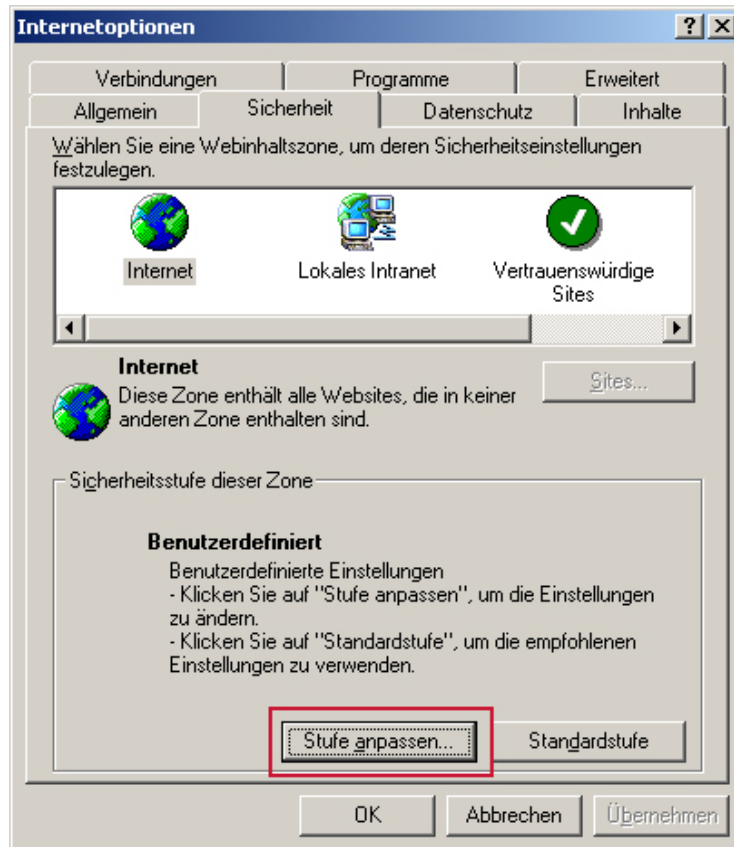 Internetoptionen
Verbindungen Programme Erweitert
Allgemein Sicherheit Datenschutz Inhalte
Wählen Sie eine Webinhaltszone, um deren Sicherheitseinstellungen
festzulegen.
Internet Lokales Intranet Vertrauenswürdige
Sites
Internet
Diese Zone enthält alle Websites, die in keiner
anderen Zone enthalten sind.
Sites...
Sicherheitsstufe dieser Zone
Benutzerdefiniert
Benutzerdefinierte Einstellungen
- Klicken Sie auf "Stufe anpassen", um die Einstellungen
zu ändern.
- Klicken Sie auf "Standardstufe", um die empfohlenen
Einstellungen zu verwenden.
Stufe anpassen... Standardstufe
OK Abbrechen Übernehmen